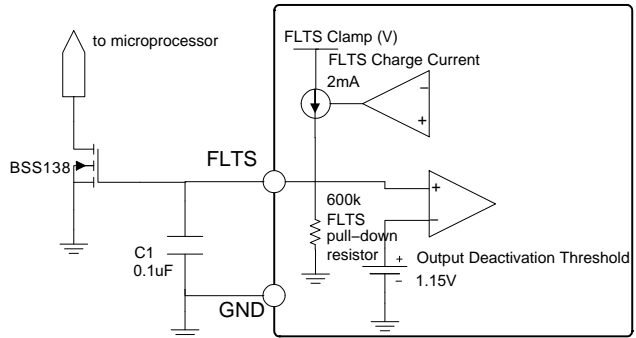 to microprocessor
FLTS Clamp (V)
FLTS Charge Current
2mA
−
+
BSS138
FLTS
600k
FLTS
pull−down
resistor
+
−
C1
0.1uF
+
−
Output Deactivation Threshold
1.15V
GND